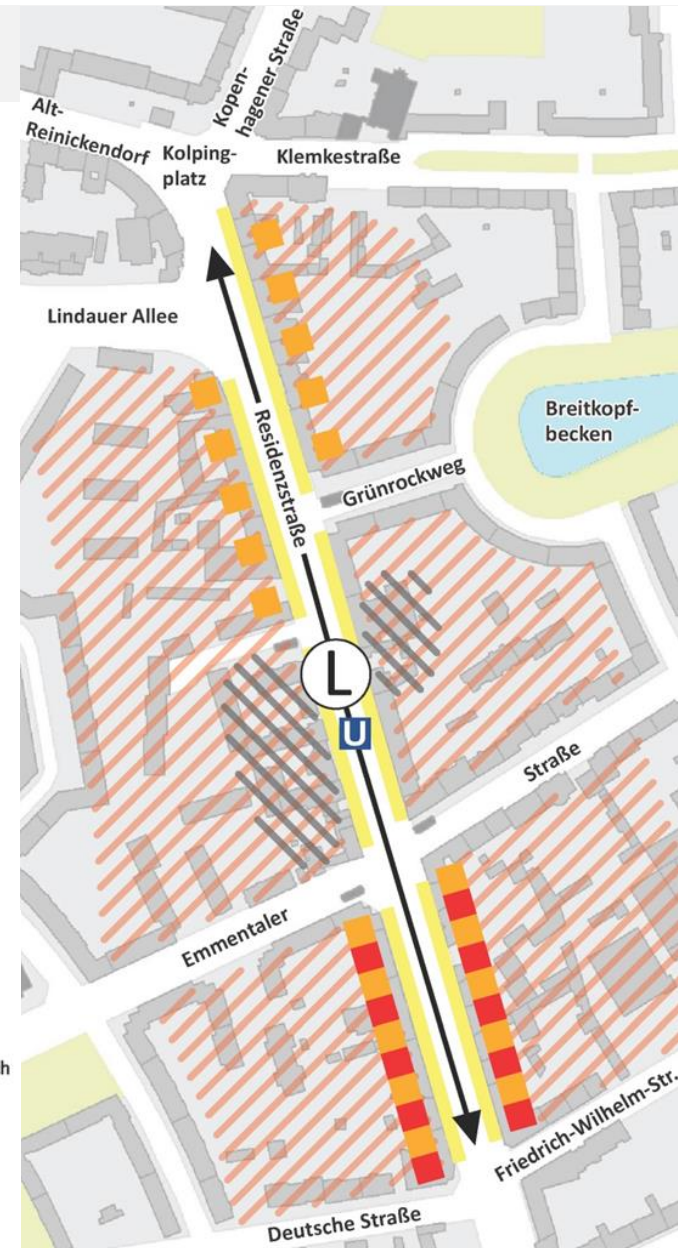 Kopen-
hagener Straße
Alt-
Reinickendorf
Kolping-
platz
Klemkestraße
Lindauer Allee
Breitkopf-
becken
Residenzstraße
Grünrockweg
L
U
Straße
Emmentaler
h
Friedrich-Wilhelm-Str.
Deutsche Straße